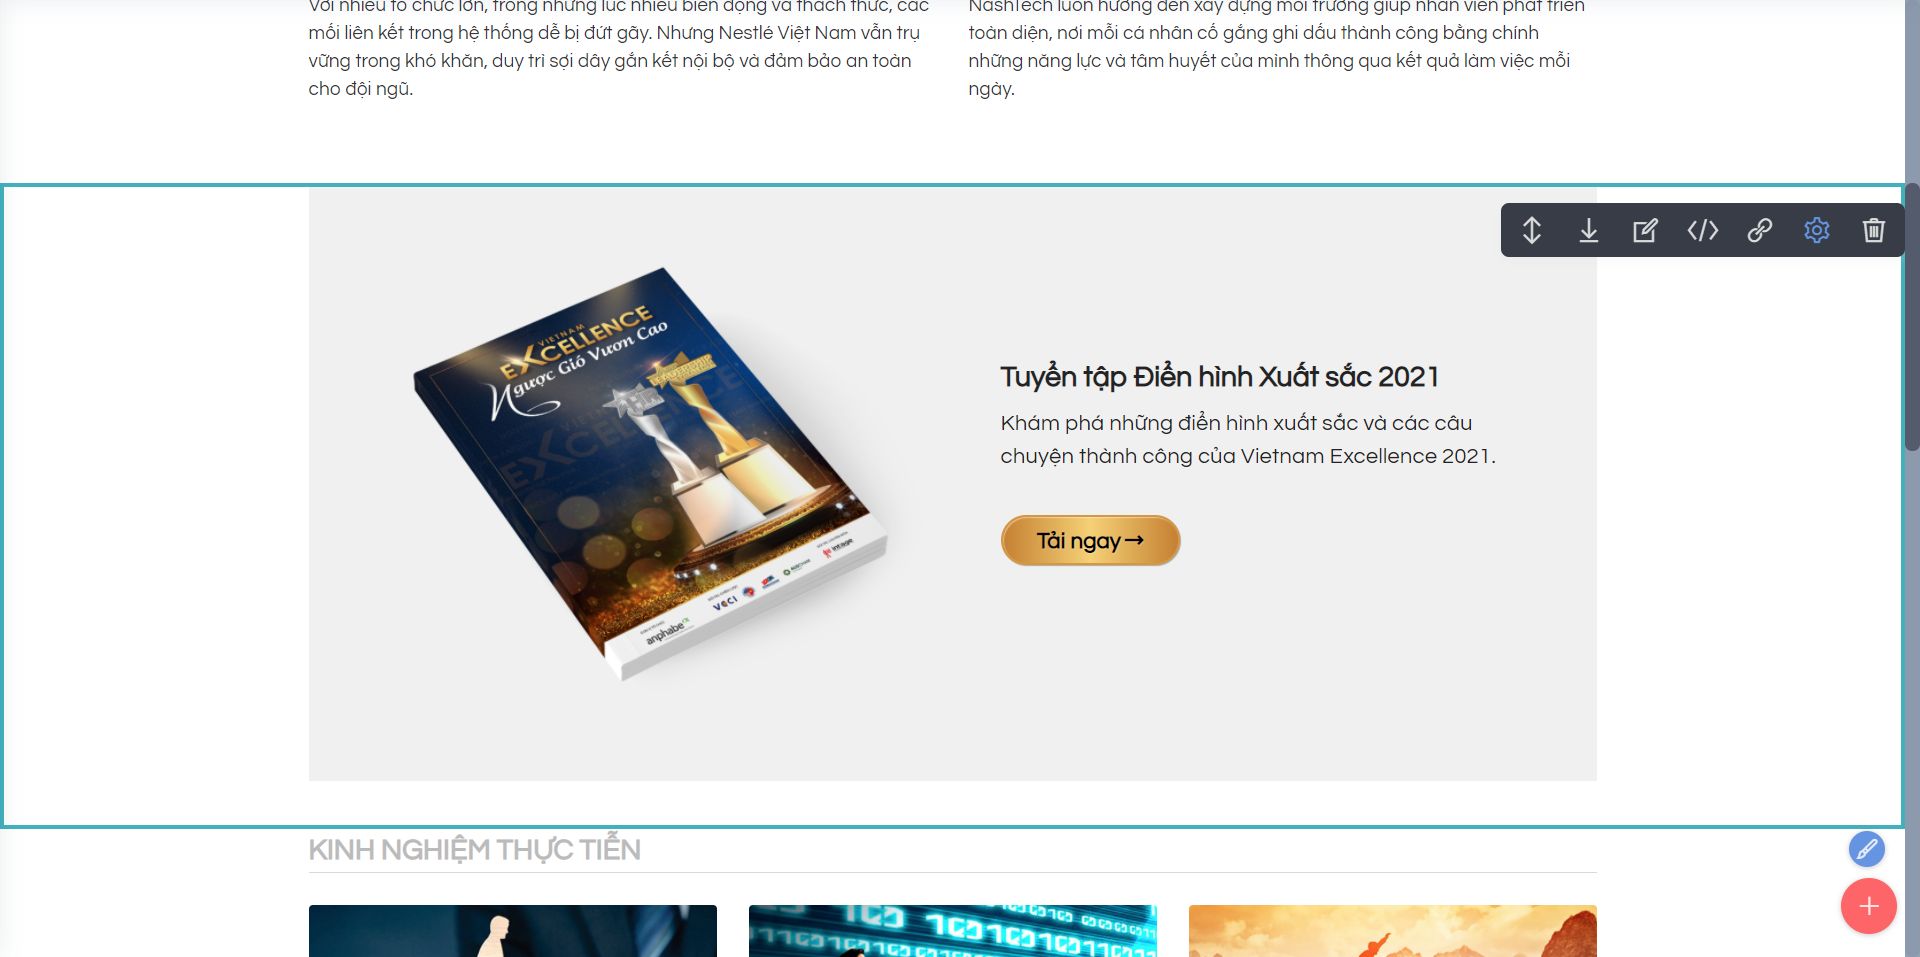 Với nhiều tổ chức lớn, trong những lúc nhiều biến động và thách thức, các
mối liên kết trong hệ thống dễ bị đứt gãy. Nhưng Nestlé Việt Nam vẫn trụ
vững trong khó khăn, duy trì sợi dây gắn kết nội bộ và đảm bảo an toàn
cho đội ngũ.
NashTech luôn hướng đến xây dựng môi trường giúp nhân viên phát triển
toàn diện, nơi mỗi cá nhân cố gắng ghi dấu thành công bằng chính
những năng lực và tâm huyết của mình thông qua kết quả làm việc mỗi
ngày.
VIETNAM
EXCELLENCE
Ngược Gió Vươn Cao
LEADERSHIP
HR
VCCI
intage
anphabe
Tuyển tập Điển hình Xuất sắc 2021
Khám phá những điển hình xuất sắc và các câu
chuyện thành công của Vietnam Excellence 2021.
Tải ngay→
KINH NGHIỆM THỰC TIỄN